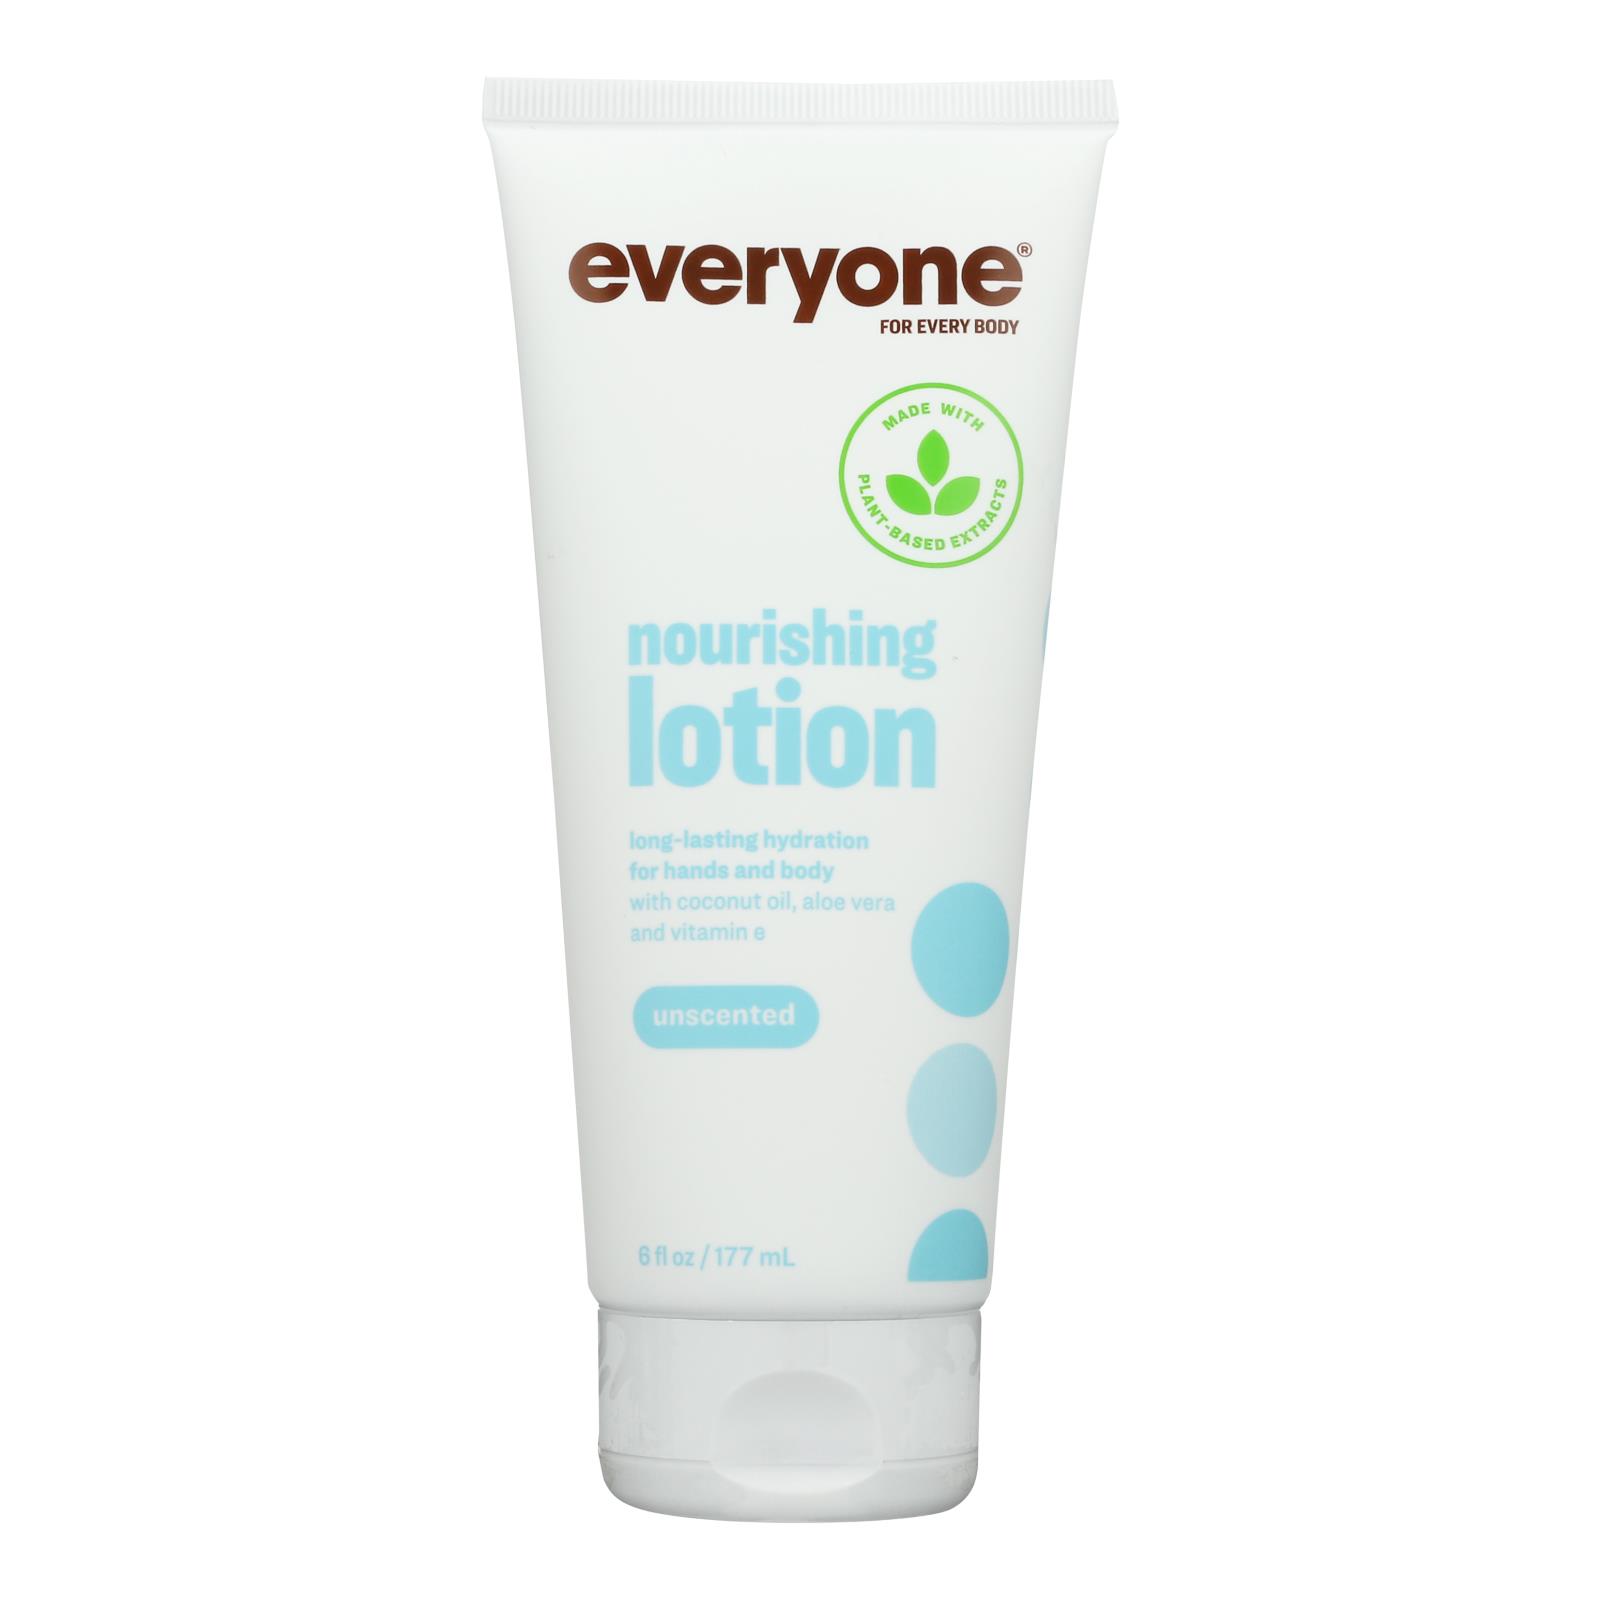 everyone®
FOR EVERY BODY
MADE WITH
PLANT-BASED EXTRACTS
nourishing
lotion
long-lasting hydration
for hands and body
with coconut oil, aloe vera
and vitamin e
unscented
6 fl oz / 177 mL